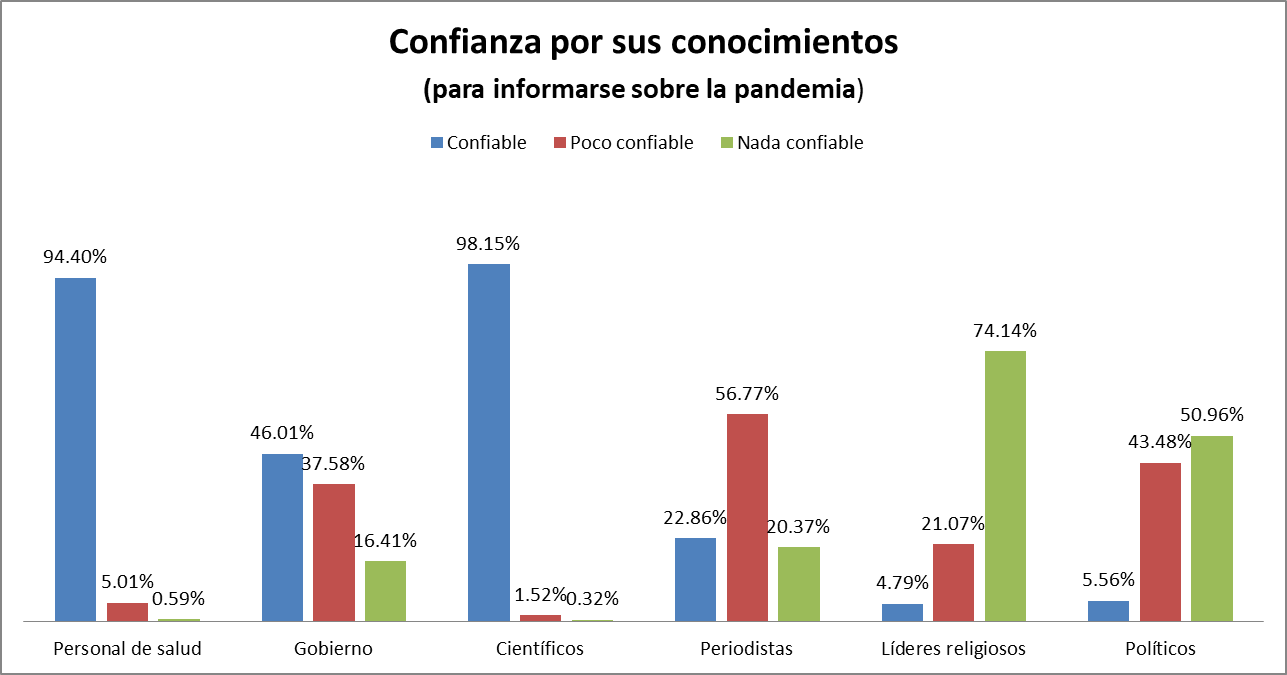 Confianza por sus conocimientos
(para informarse sobre la pandemia)
Confiable Poco confiable Nada confiable
94.40% 5.01% 0.59%
46.01% 37.58% 16.41%
98.15% 1.52% 0.32%
22.86% 56.77% 20.37%
4.79% 21.07% 74.14%
5.56% 43.48% 50.96%
Personal de salud Gobierno Científicos Periodistas Líderes religiosos Políticos